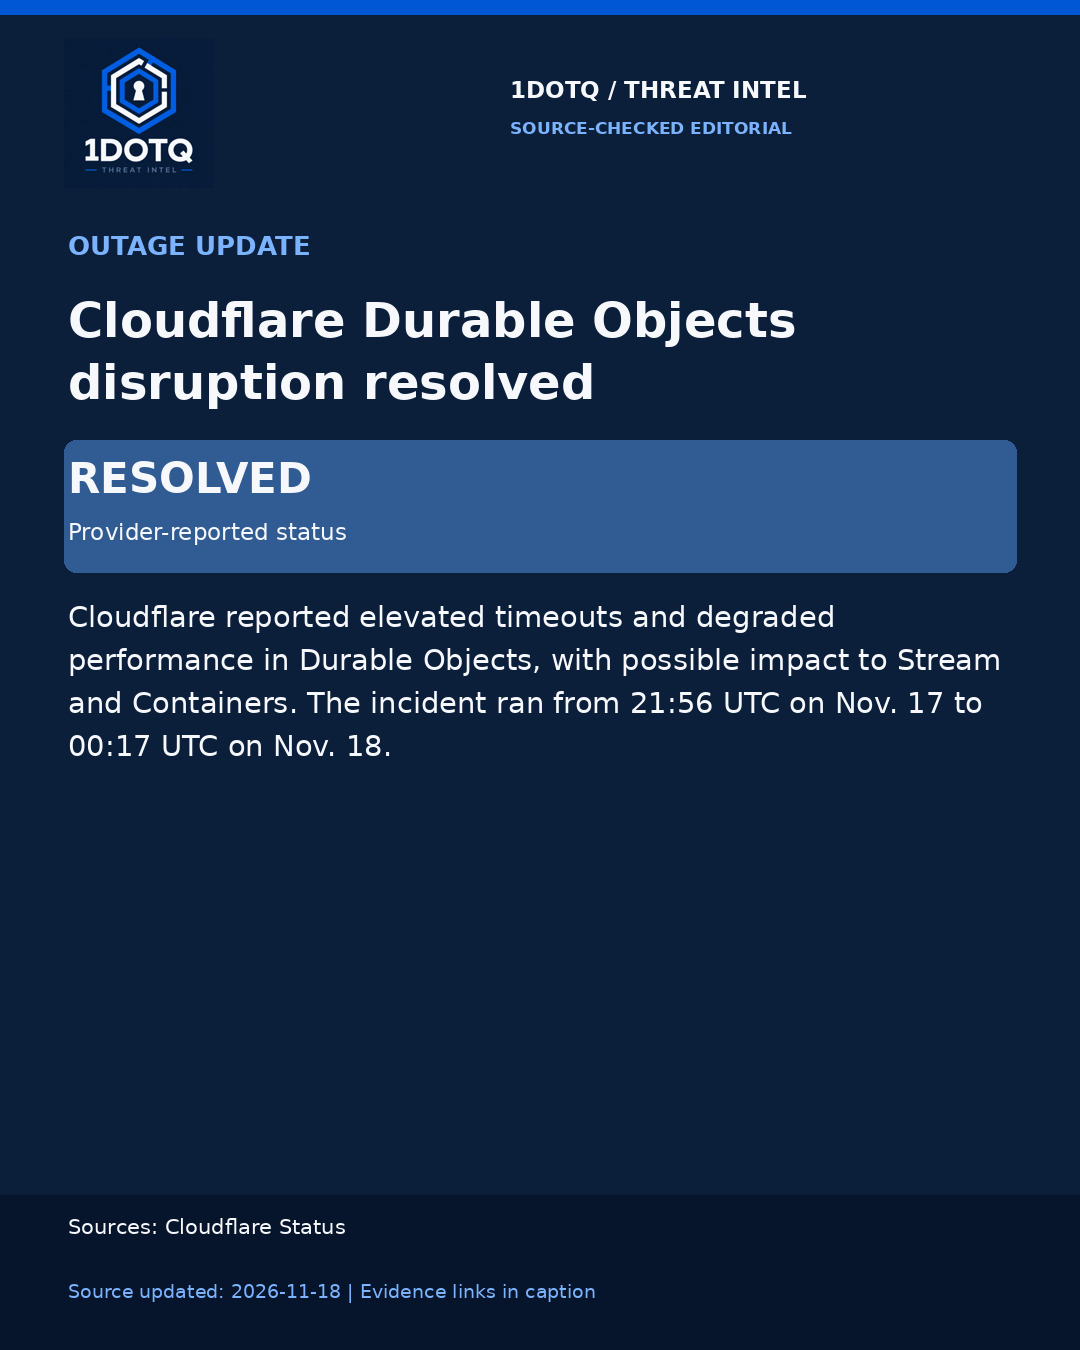 1DOTQ
THREAT INTEL
1DOTQ / THREAT INTEL
SOURCE-CHECKED EDITORIAL
OUTAGE UPDATE
Cloudflare Durable Objects
disruption resolved
RESOLVED
Provider-reported status
Cloudflare reported elevated timeouts and degraded
performance in Durable Objects, with possible impact to Stream
and Containers. The incident ran from 21:56 UTC on Nov. 17 to
00:17 UTC on Nov. 18.
Sources: Cloudflare Status
Source updated: 2026-11-18 | Evidence links in caption